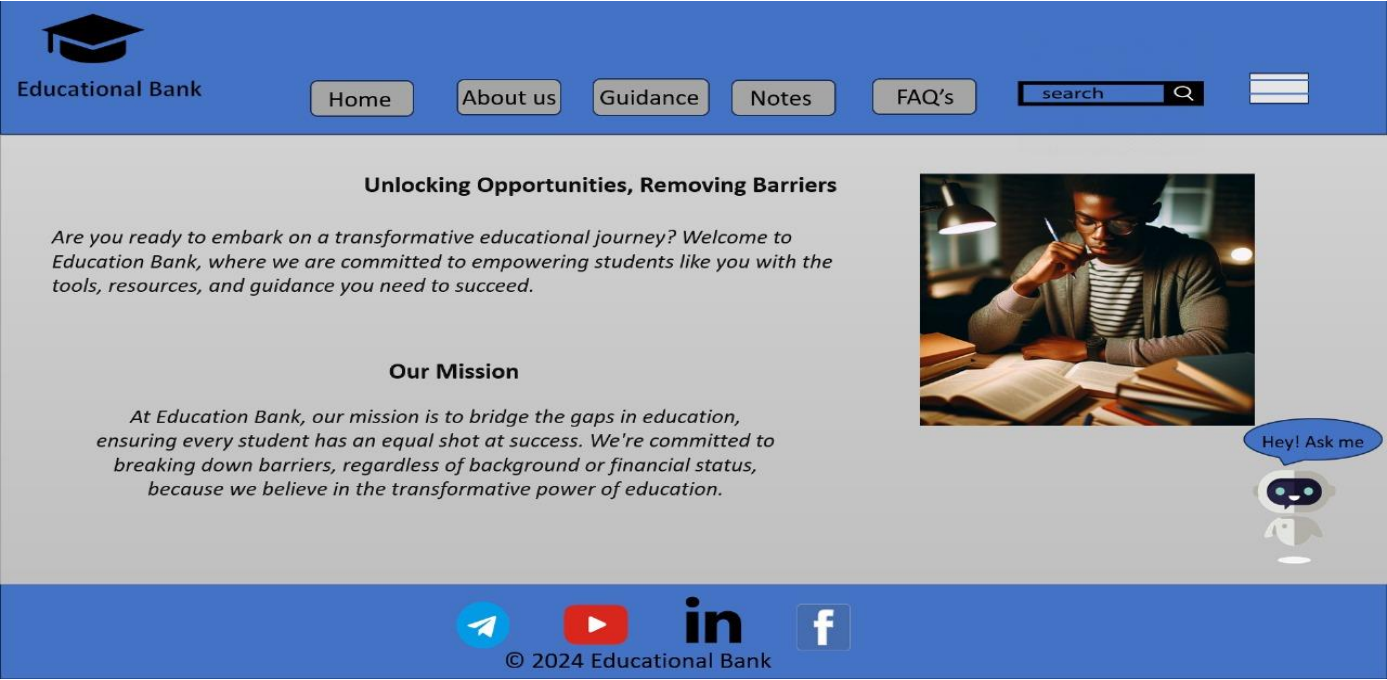 Educational Bank
Home
About us
Guidance
Notes
FAQ’s
search
Unlocking Opportunities, Removing Barriers
Are you ready to embark on a transformative educational journey? Welcome to
Education Bank, where we are committed to empowering students like you with the
tools, resources, and guidance you need to succeed.
Our Mission
At Education Bank, our mission is to bridge the gaps in education,
ensuring every student has an equal shot at success. We're committed to
breaking down barriers, regardless of background or financial status,
because we believe in the transformative power of education.
Hey! Ask me
in
f
© 2024 Educational Bank